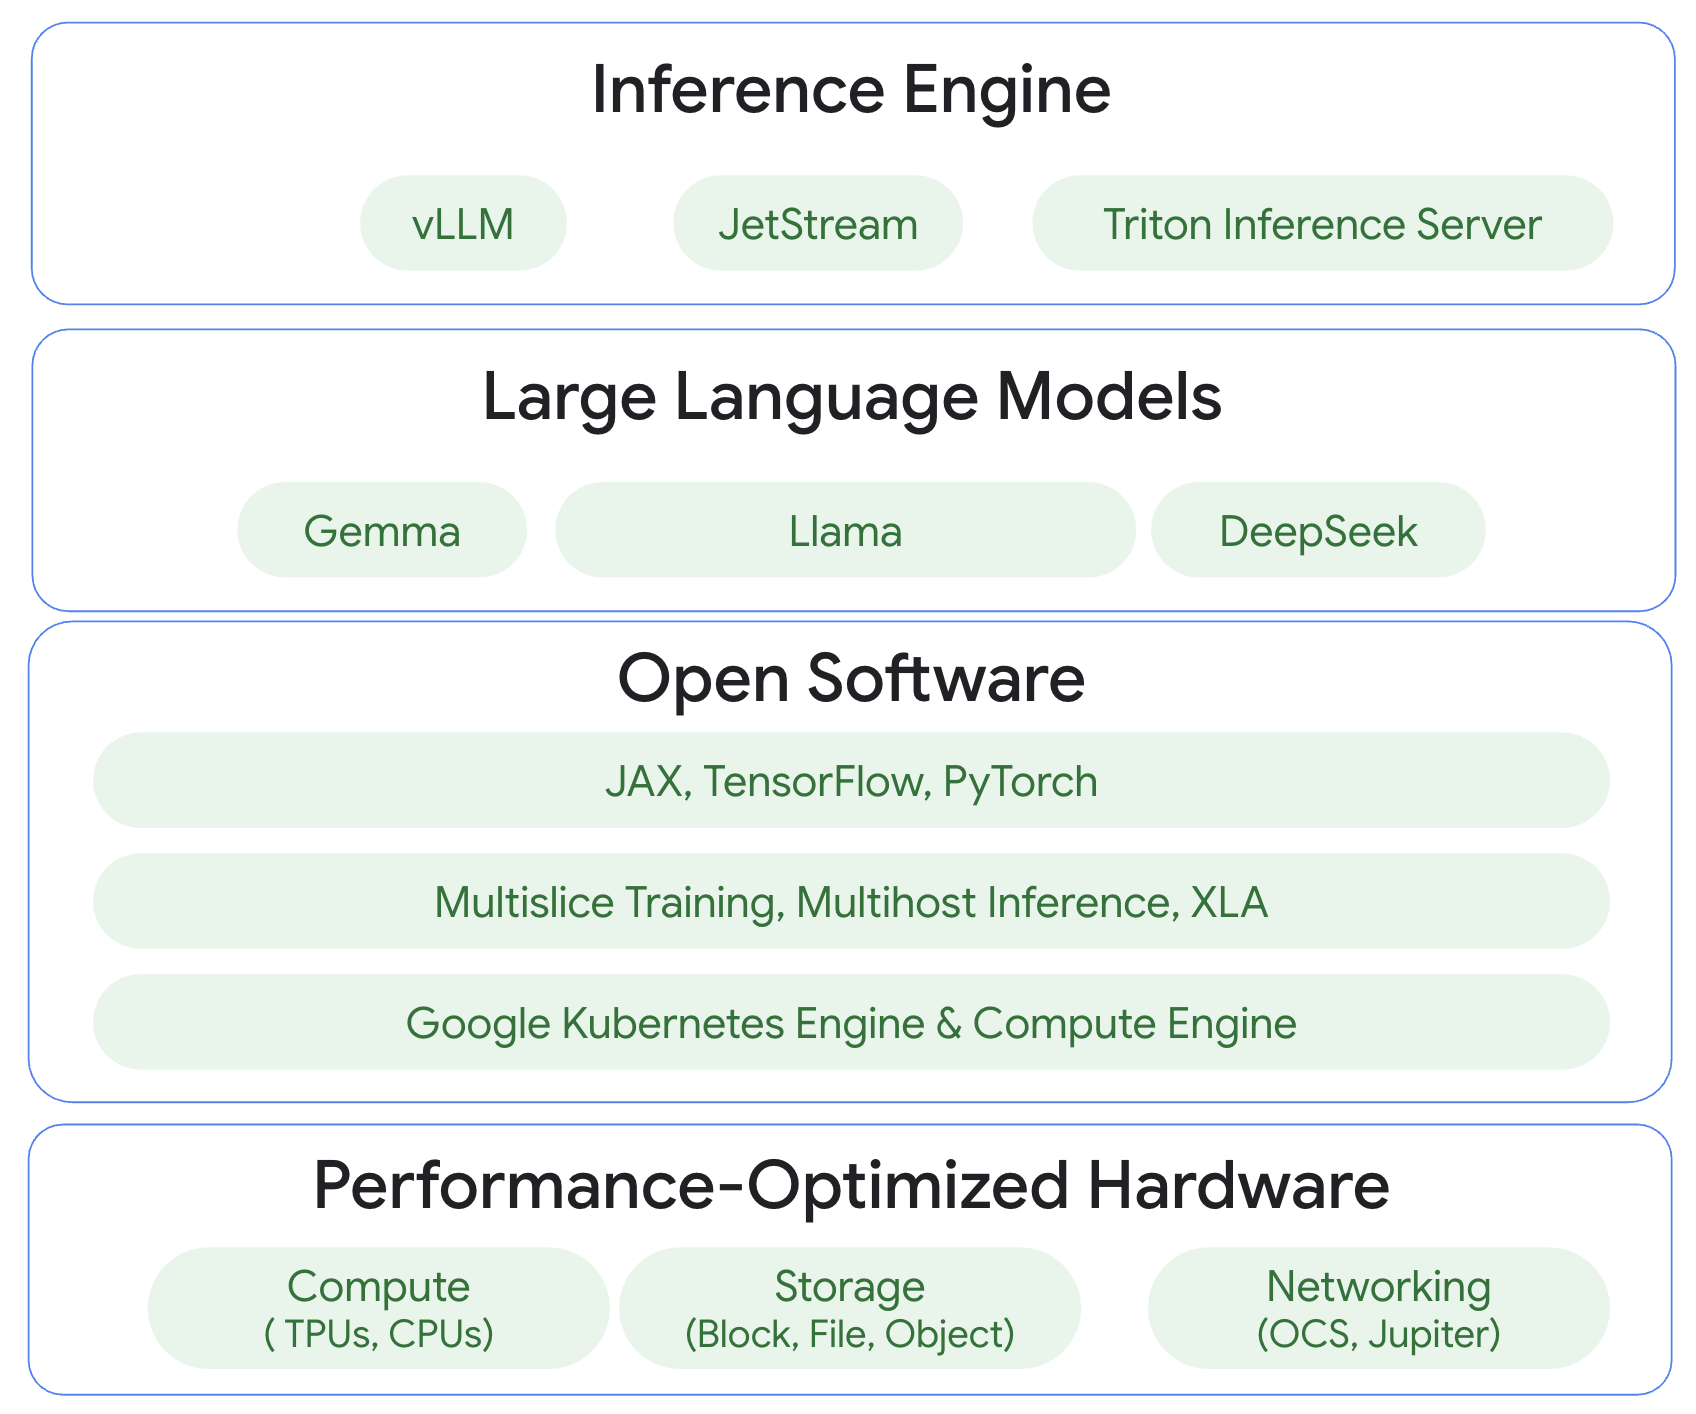 Inference Engine
vLLM
JetStream
Triton Inference Server
Large Language Models
Gemma
Llama
DeepSeek
Open Software
JAX, TensorFlow, PyTorch
Multislice Training, Multihost Inference, XLA
Google Kubernetes Engine & Compute Engine
Performance-Optimized Hardware
Compute
( TPUs, CPUs)
Storage
(Block, File, Object)
Networking
(OCS, Jupiter)